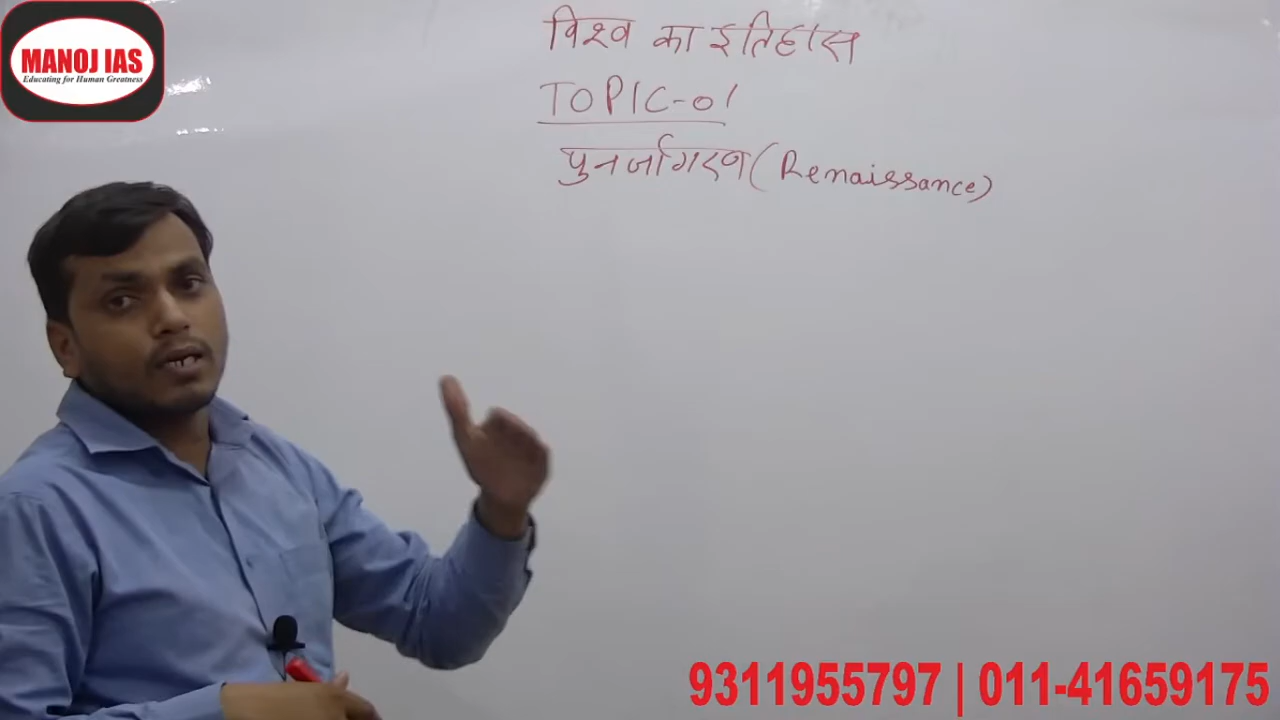 MANOJ IAS
Educating for Human Greatness
विश्व का इतिहास
TOPIC-01
पुनर्जागरण (Renaissance)
9311955797 | 011-41659175